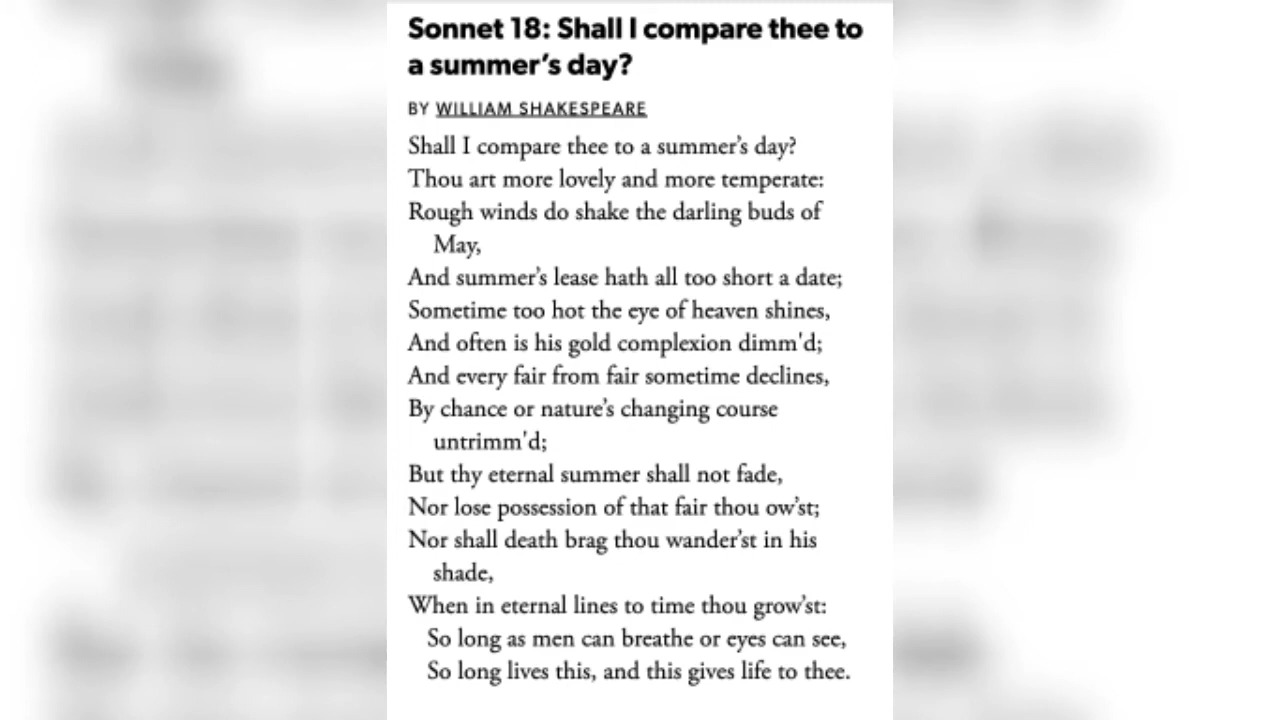 Sonnet 18: Shall I compare thee to
a summer’s day?
BY WILLIAM SHAKESPEARE
Shall I compare thee to a summer’s day?
Thou art more lovely and more temperate:
Rough winds do shake the darling buds of
May,
And summer’s lease hath all too short a date;
Sometime too hot the eye of heaven shines,
And often is his gold complexion dimm'd;
And every fair from fair sometime declines,
By chance or nature’s changing course
untrimm'd;
But thy eternal summer shall not fade,
Nor lose possession of that fair thou ow’st;
Nor shall death brag thou wander’st in his
shade,
When in eternal lines to time thou grow’st:
So long as men can breathe or eyes can see,
So long lives this, and this gives life to thee.